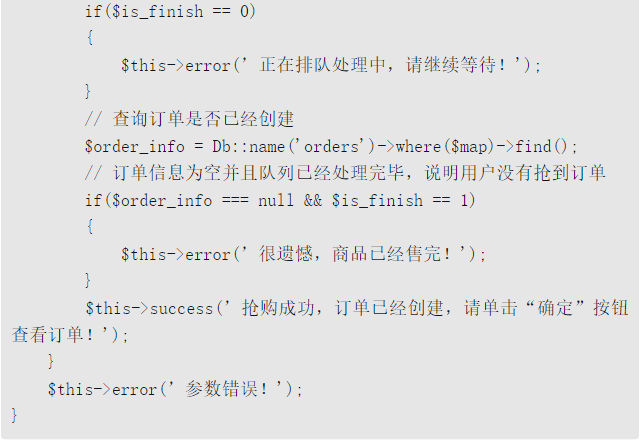 if($is_finish == 0)
{
$this->error(' 正在排队处理中，请继续等待！');
}
// 查询订单是否已经创建
$order_info = Db::name('orders')->where($map)->find();
// 订单信息为空并且队列已经处理完毕，说明用户没有抢到订单
if($order_info === null && $is_finish == 1)
{
$this->error(' 很遗憾，商品已经售完！');
}
$this->success(' 抢购成功，订单已经创建，请单击“确定”按钮
查看订单！');
}
$this->error(' 参数错误！');
}